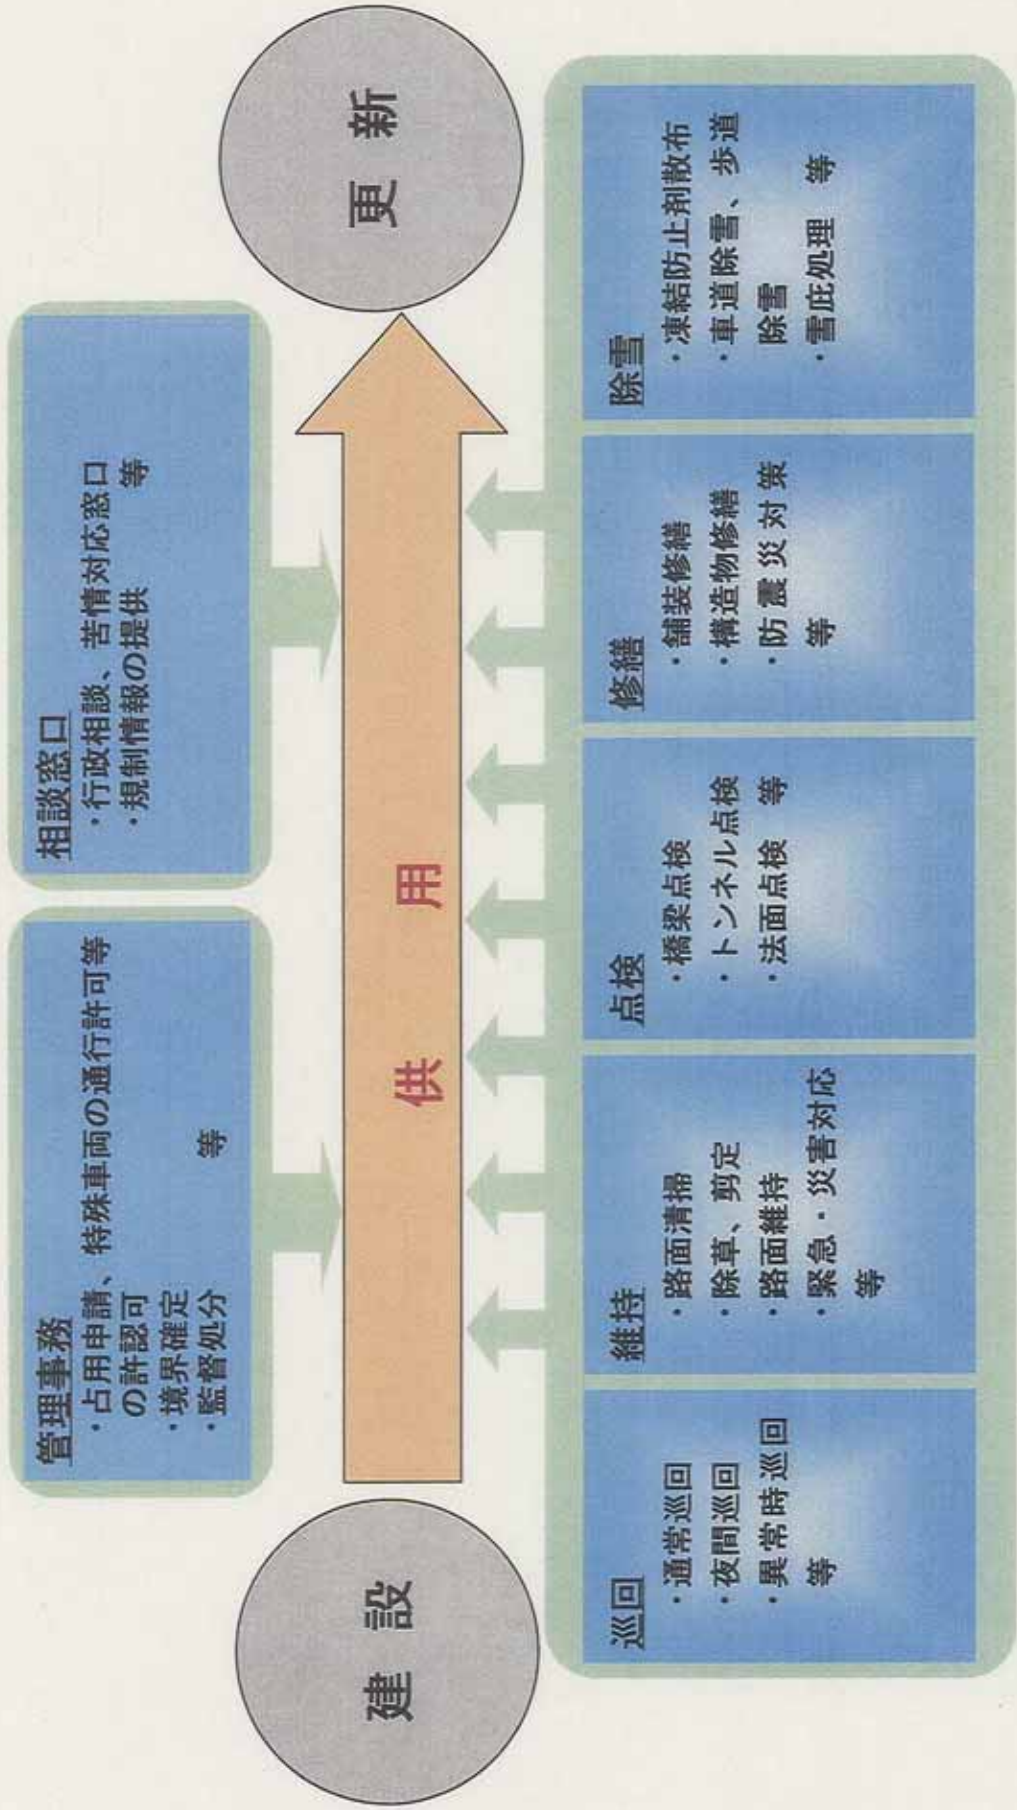 管理事務
・占用申請、特殊車両の通行許可等
の許認可
・境界確定
・監督処分　　　　　等
相談窓口
・行政相談、苦情対応窓口
・規制情報の提供　　　　等
建 設
供 用
更 新
巡回
・通常巡回
・夜間巡回
・異常時巡回
等
維持
・路面清掃
・除草、剪定
・路面維持
・緊急・災害対応
等
点検
・橋梁点検
・トンネル点検
・法面点検　等
修繕
・舗装修繕
・構造物修繕
・防震災対策
等
除雪
・凍結防止剤散布
・車道除雪、歩道
除雪
・雪庇処理　等